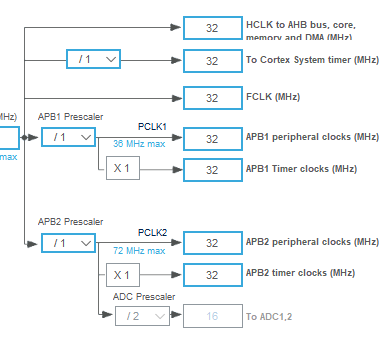 32
HCLK to AHB bus, core,
memory and DMA (MHz)
/ 1
32
To Cortex System timer (MHz)
32
FCLK (MHz)
MHz)
APB1 Prescaler
PCLK1
/ 1
36 MHz max
32
APB1 peripheral clocks (MHz)
max
X 1
32
APB1 Timer clocks (MHz)
APB2 Prescaler
PCLK2
/ 1
72 MHz max
32
APB2 peripheral clocks (MHz)
X 1
32
APB2 timer clocks (MHz)
ADC Prescaler
/ 2
16
To ADC1,2